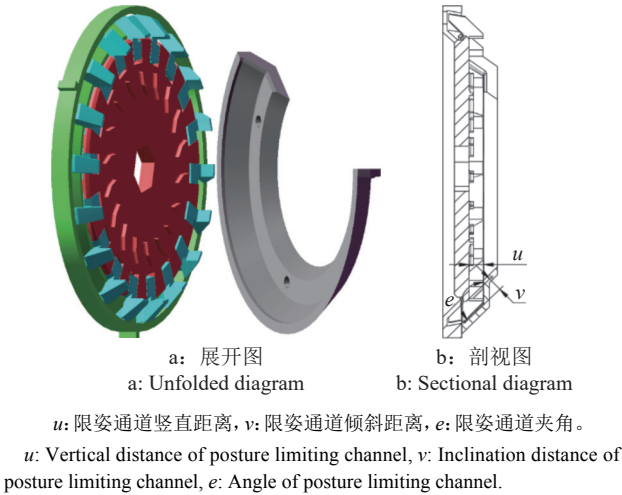 u
e
v
a：展开图
b：剖视图
a: Unfolded diagram
b: Sectional diagram
u: 限姿通道竖直距离, v: 限姿通道倾斜距离, e: 限姿通道夹角。
u: Vertical distance of posture limiting channel, v: Inclination distance of
posture limiting channel, e: Angle of posture limiting channel.